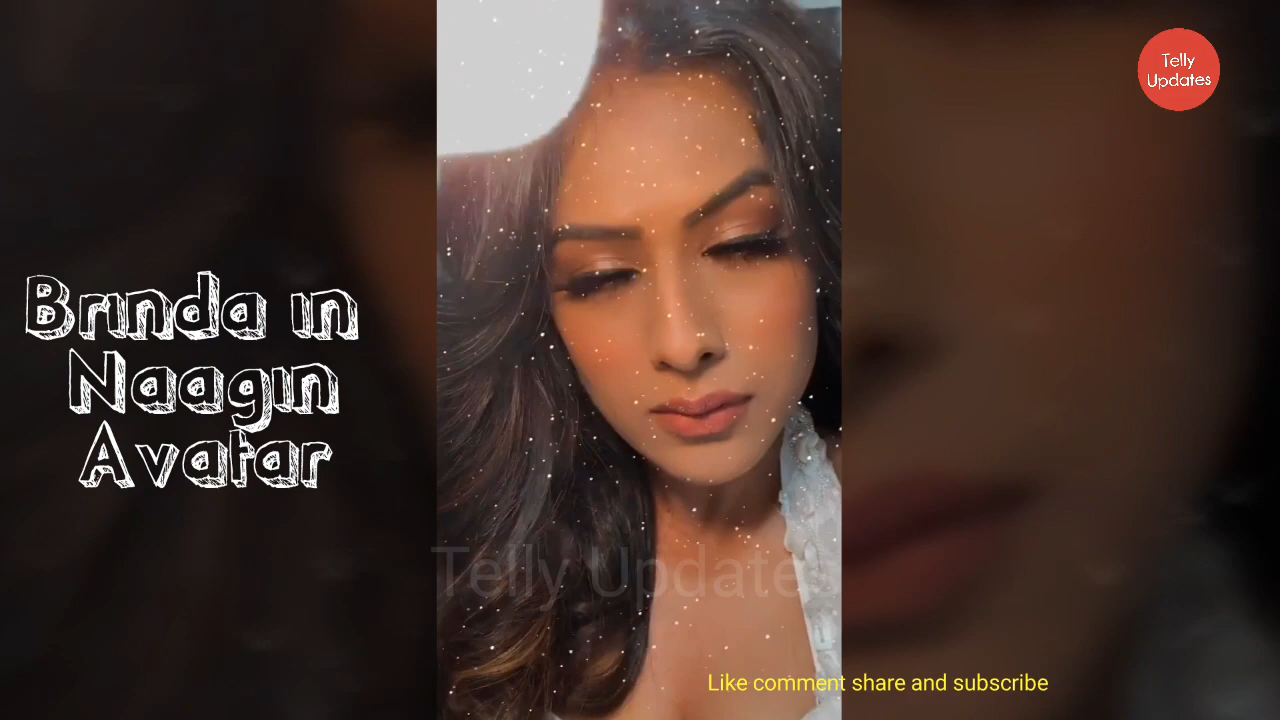 Telly
Updates
Brinda in
Naagin
Avatar
Telly Updates
Like comment share and subscribe